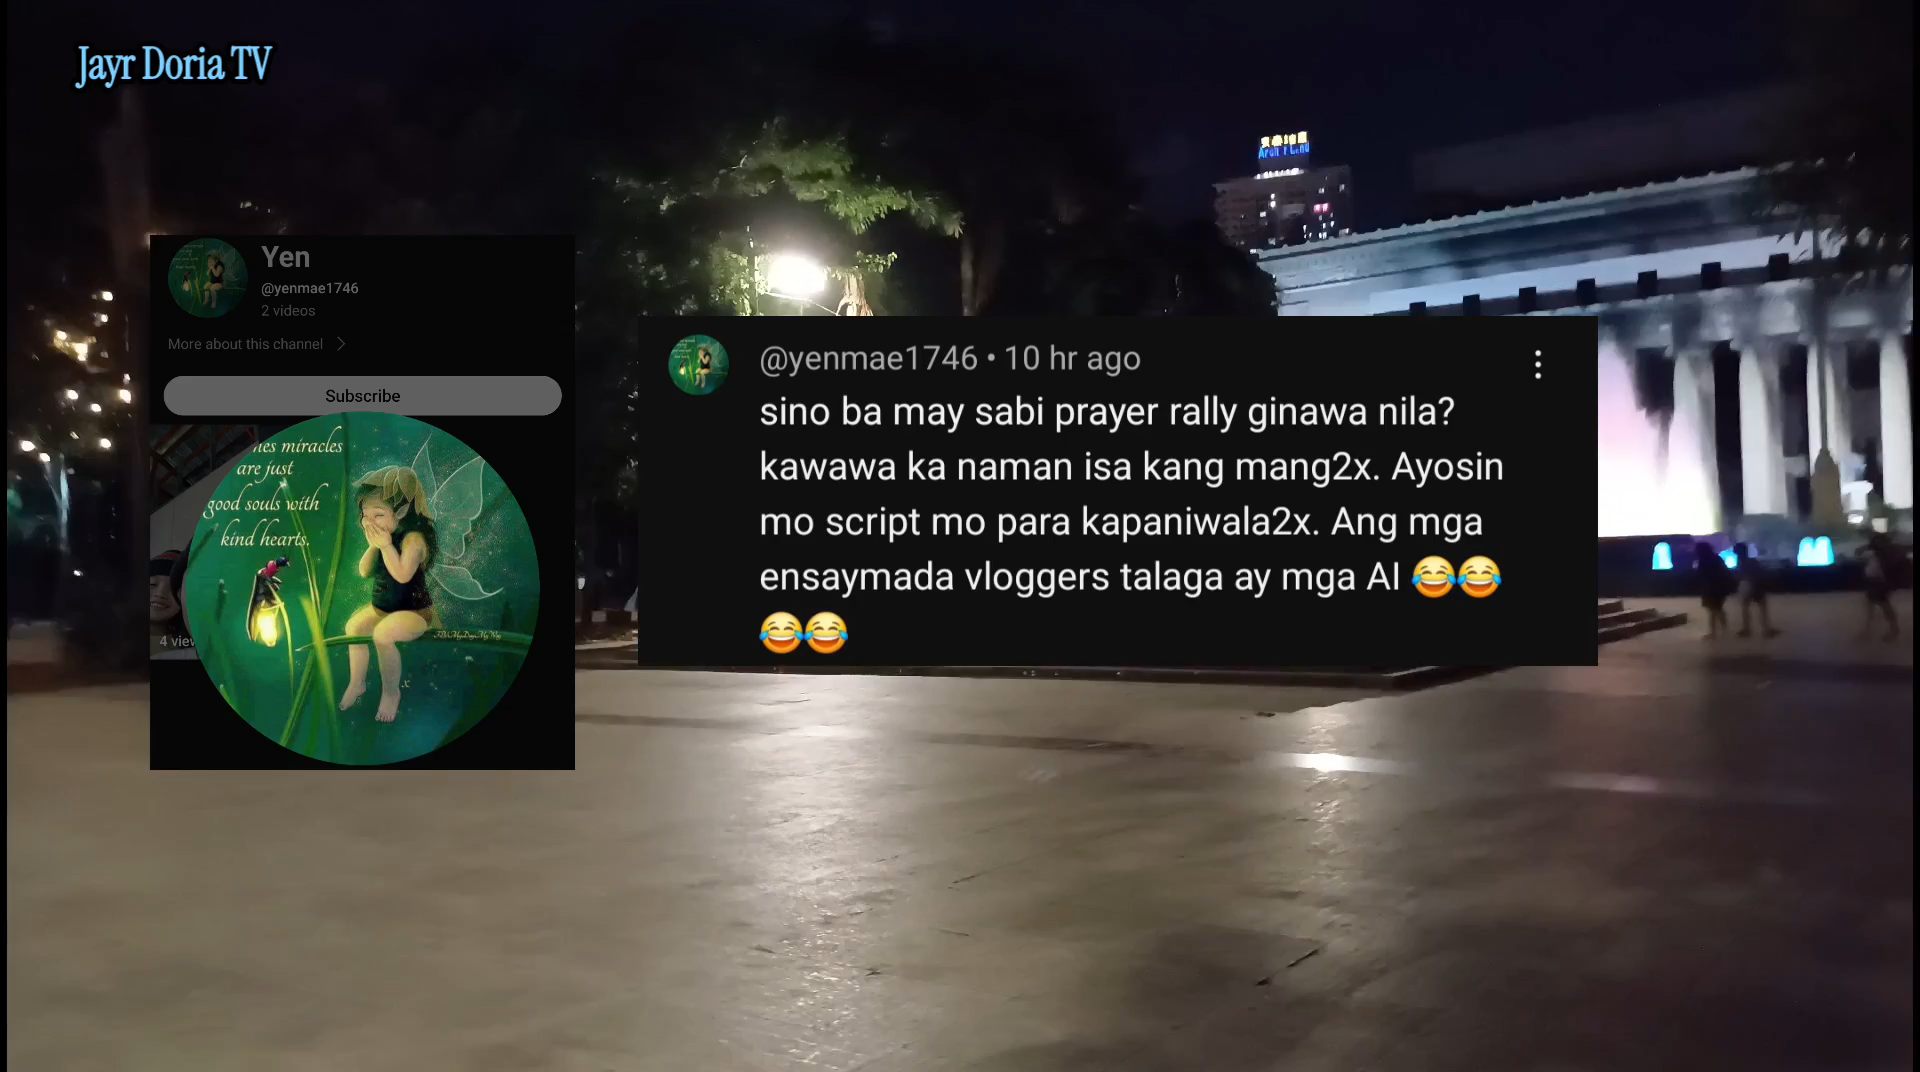 Jayr Doria TV
Yen
@yenmae1746
2 videos
More about this channel
Subscribe
miracles
are just
good souls with
kind hearts.
4
@yenmae1746 • 10 hr ago
sino ba may sabi prayer rally ginawa nila?
kawawa ka naman isa kang mang2x. Ayosin
mo script mo para kapaniwala2x. Ang mga
ensaymada vloggers talaga ay mga AI 😂😂
😂😂